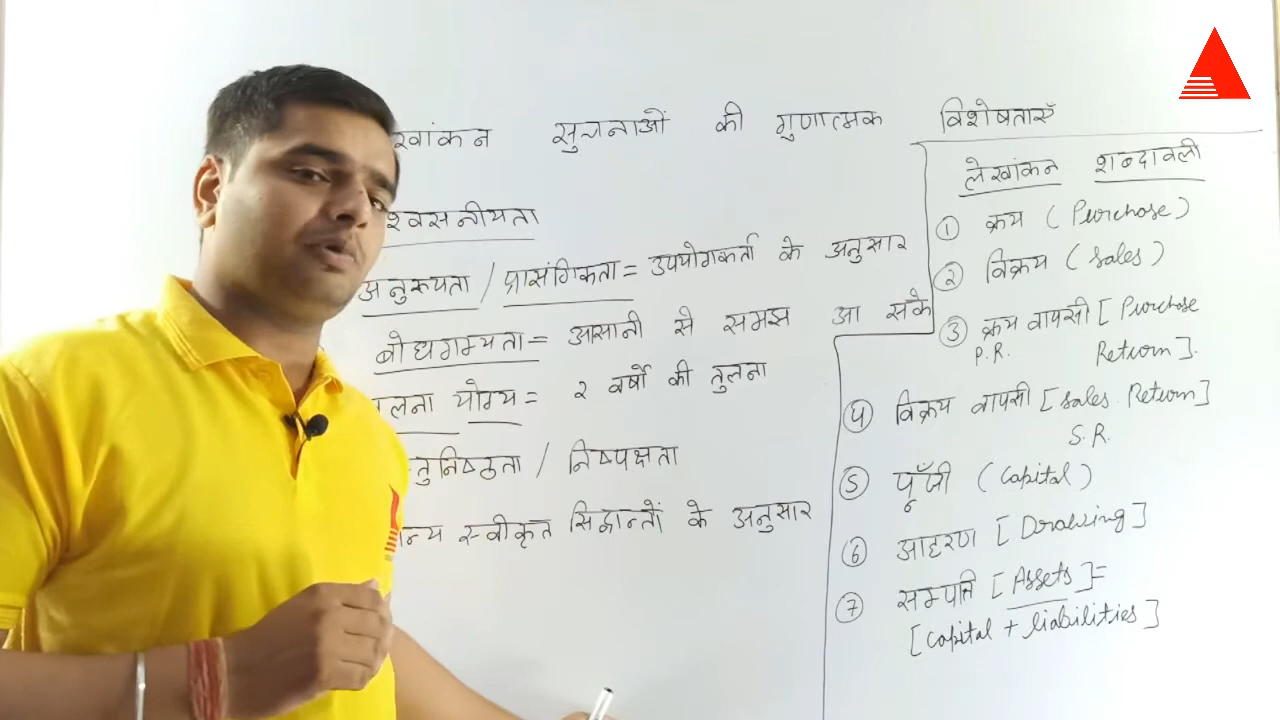 सुचनाओं की गुणात्मक विशेषताएँ
अनुरूपता / प्रासंगिकता = उपयोगकर्ता के अनुसार
बोधगम्यता = आसानी से समझ आ सके
योग्य = २ वर्षों की तुलना
/ निष्पक्षता
स्वीकृत सिद्धान्तों के अनुसार
लेखांकन शब्दावली
① क्रय ( Purchase )
② विक्रय ( Sales )
③ क्रय वापसी [ Purchase
P.R. Return ].
④ विक्रय वापसी [ Sales. Return ]
S.R.
⑤ पूँजी ( Capital )
⑥ आहरण [ Drawing ]
⑦ सम्पत्ति [ Assets ] =
[ Capital + liabilities ]